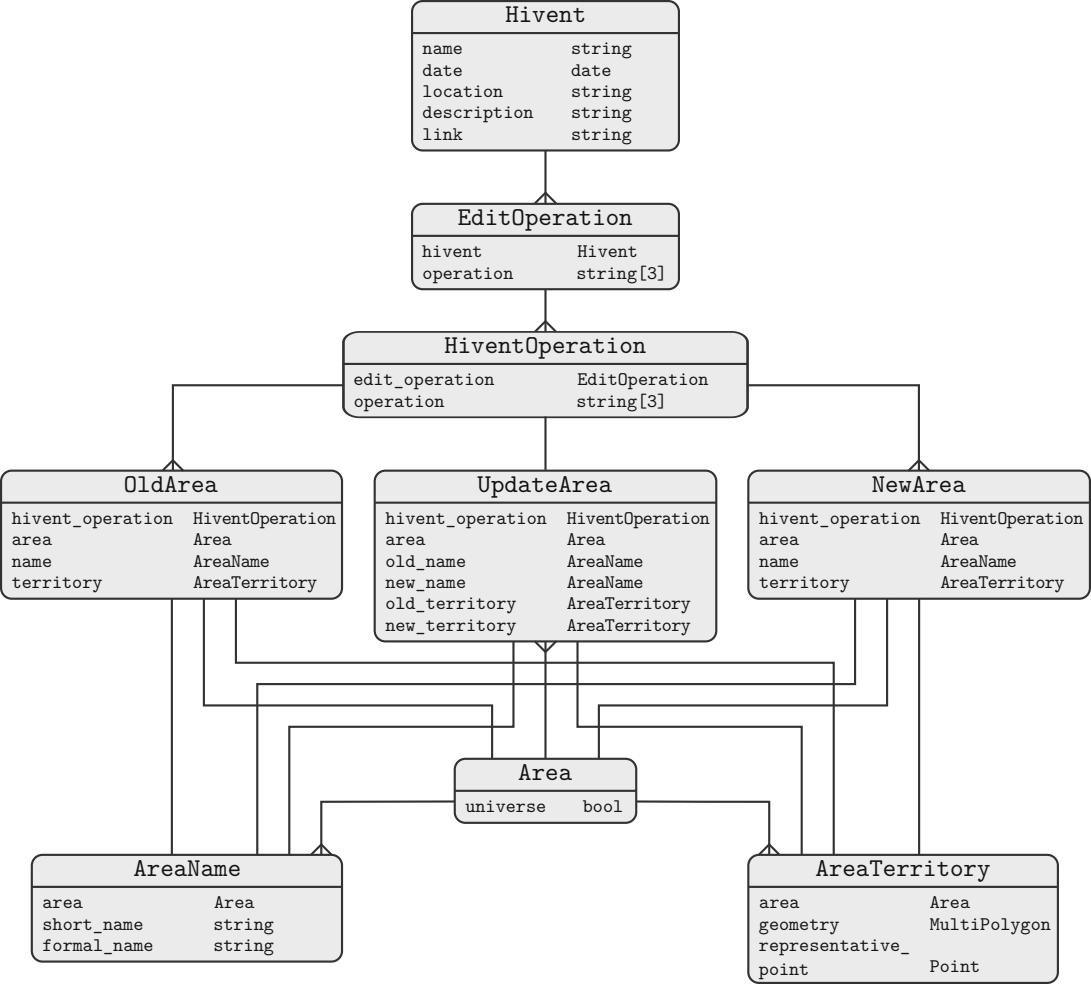 Hivent
name string
date date
location string
description string
link string
EditOperation
hivent Hivent
operation string[3]
HiventOperation
edit_operation EditOperation
operation string[3]
OldArea
hivent_operation HiventOperation
area Area
name AreaName
territory AreaTerritory
UpdateArea
hivent_operation HiventOperation
area Area
old_name AreaName
new_name AreaName
old_territory AreaTerritory
new_territory AreaTerritory
NewArea
hivent_operation HiventOperation
area Area
name AreaName
territory AreaTerritory
Area
universe bool
AreaName
area Area
short_name string
formal_name string
AreaTerritory
area Area
geometry MultiPolygon
representative_
point Point